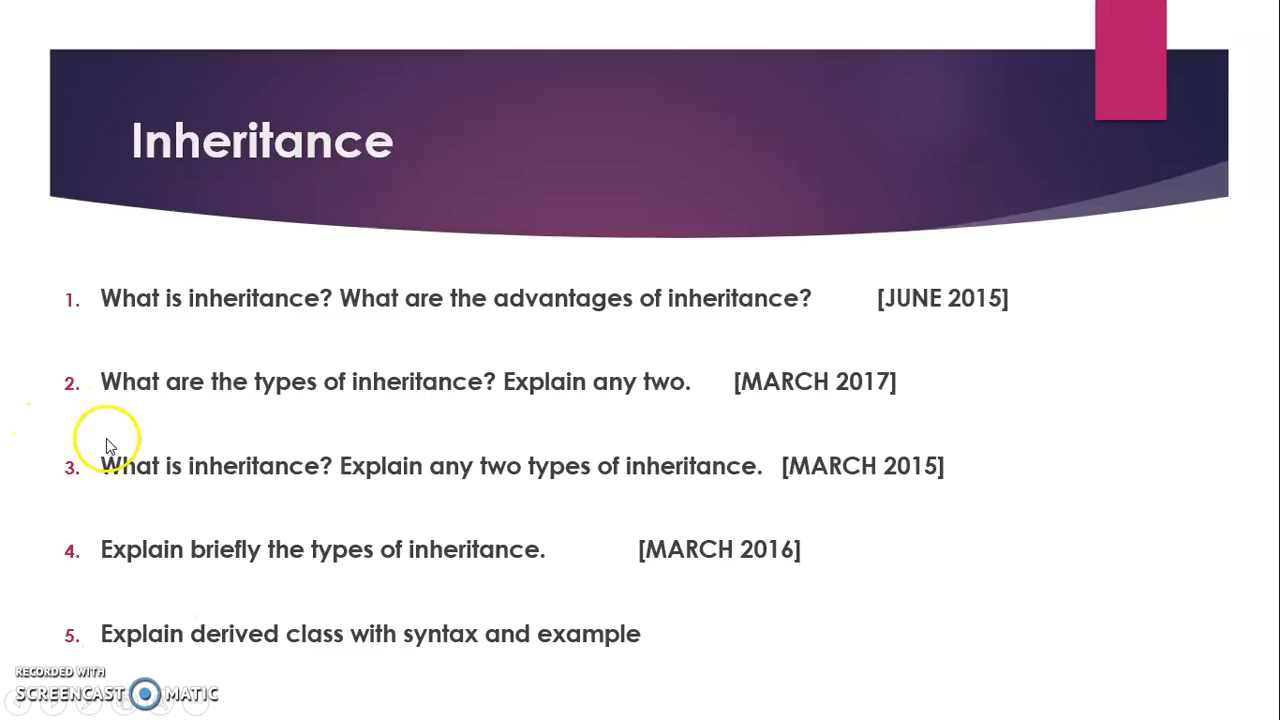 Inheritance
1. What is inheritance? What are the advantages of inheritance? [JUNE 2015]
2. What are the types of inheritance? Explain any two. [MARCH 2017]
3. What is inheritance? Explain any two types of inheritance. [MARCH 2015]
4. Explain briefly the types of inheritance. [MARCH 2016]
5. Explain derived class with syntax and example
RECORDED WITH
SCREENCAST MATIC